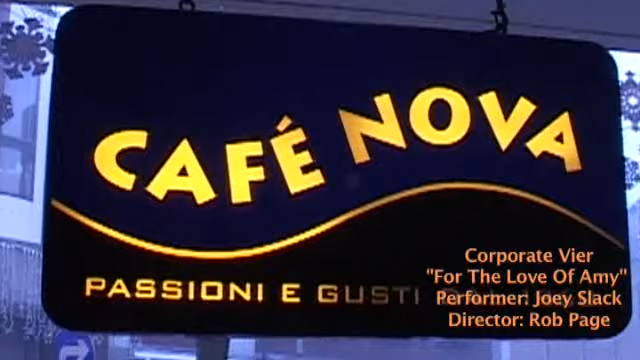 CAFÉ NOVA
PASSIONI E GUSTI
Corporate Vier
"For The Love Of Amy"
Performer: Joey Slack
Director: Rob Page